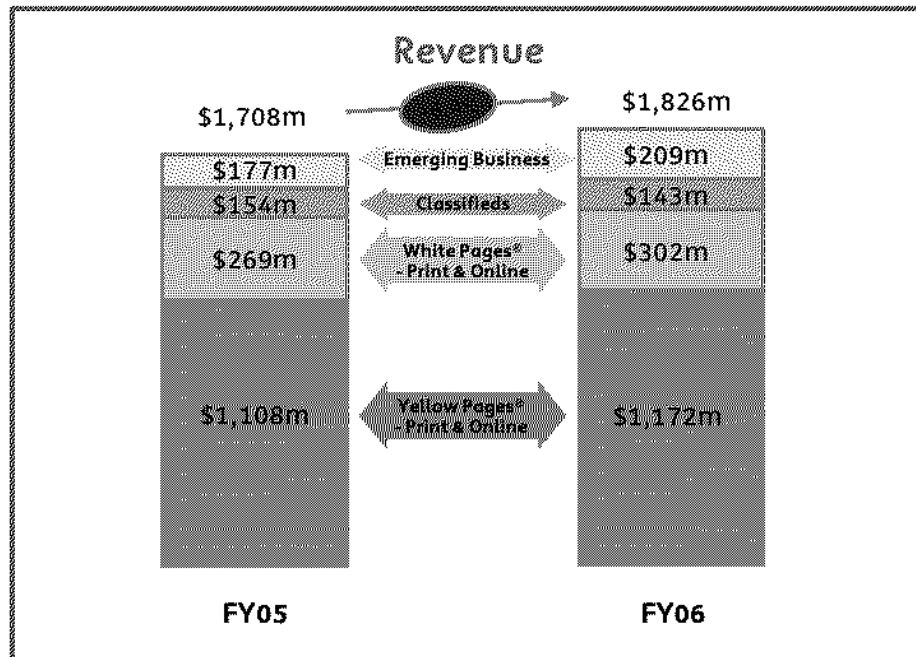 Revenue
$1,708m
$1,826m
$177m
Emerging Business
$209m
$154m
Classifieds
$143m
$269m
White Pages®
- Print & Online
$302m
$1,108m
Yellow Pages®
- Print & Online
$1,172m
FY05
FY06